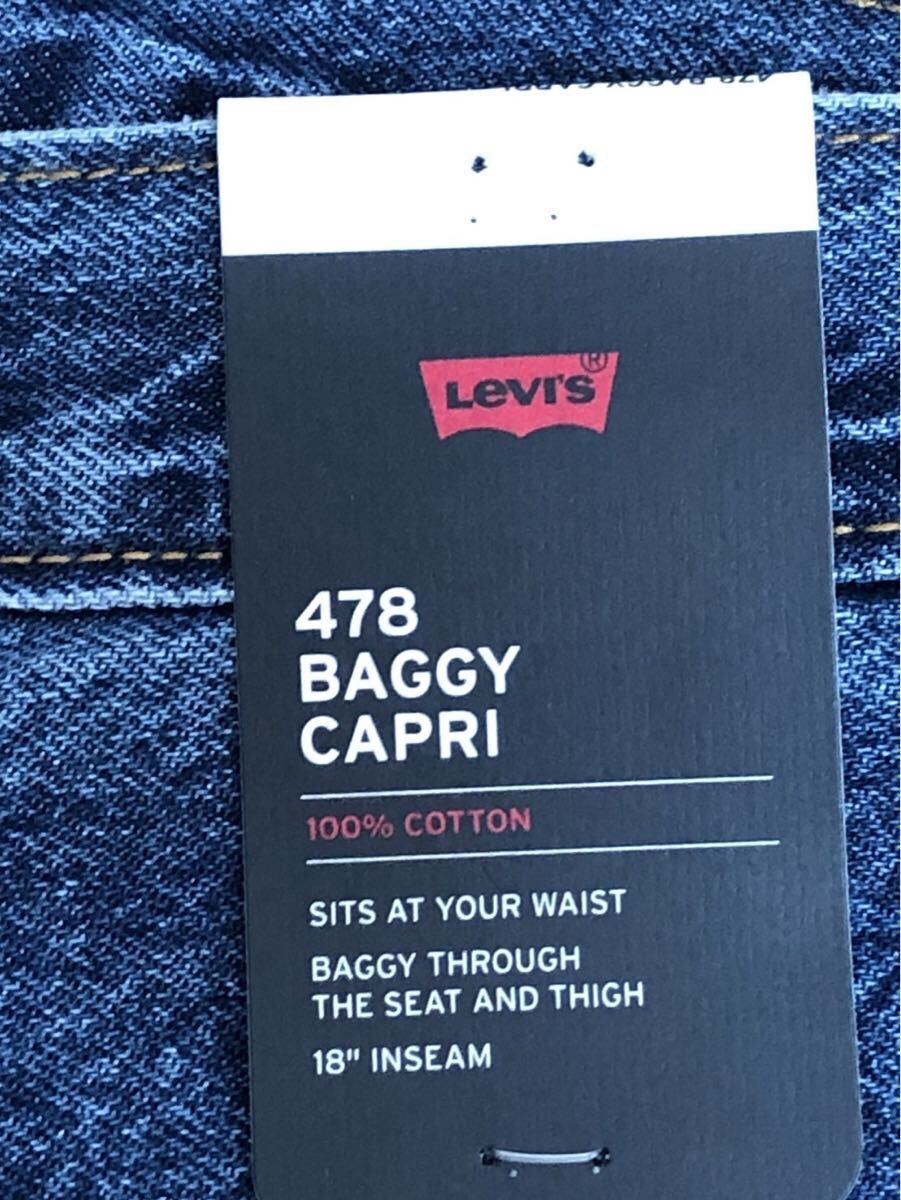 Levi's®
478
BAGGY
CAPRI
100% COTTON
SITS AT YOUR WAIST
BAGGY THROUGH
THE SEAT AND THIGH
18" INSEAM